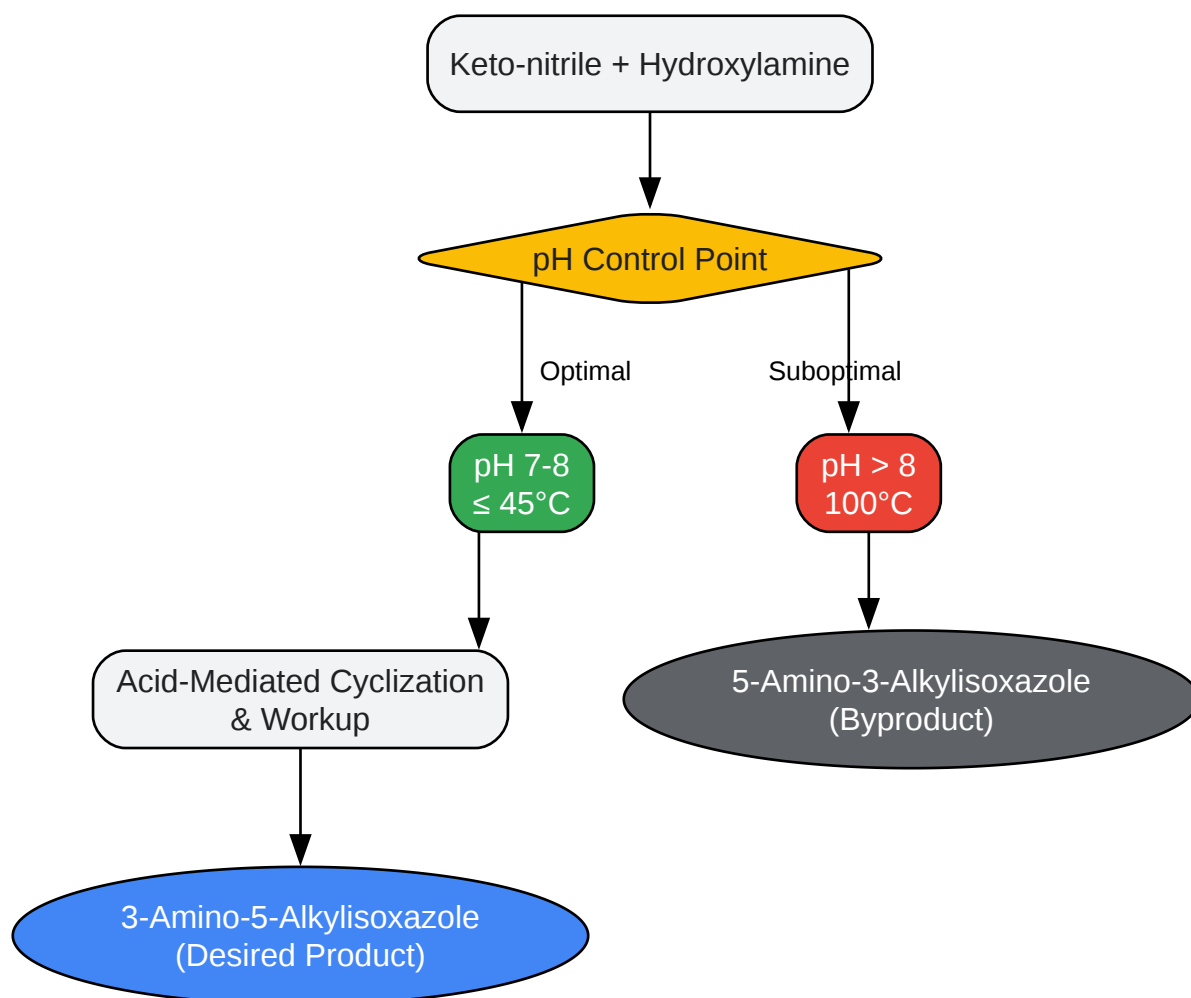 Keto-nitrile + Hydroxylamine
pH Control Point
Optimal
Suboptimal
pH 7-8
≤ 45°C
pH > 8
100°C
Acid-Mediated Cyclization
& Workup
5-Amino-3-Alkylisoxazole
(Byproduct)
3-Amino-5-Alkylisoxazole
(Desired Product)